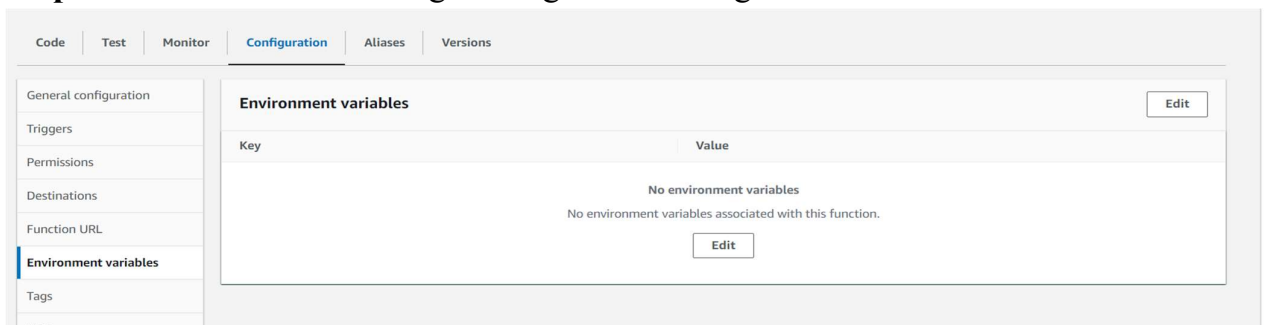 Code Test Monitor Configuration Aliases Versions
General configuration
Triggers
Permissions
Destinations
Function URL
Environment variables
Tags
Environment variables Edit
Key Value
No environment variables
No environment variables associated with this function.
Edit